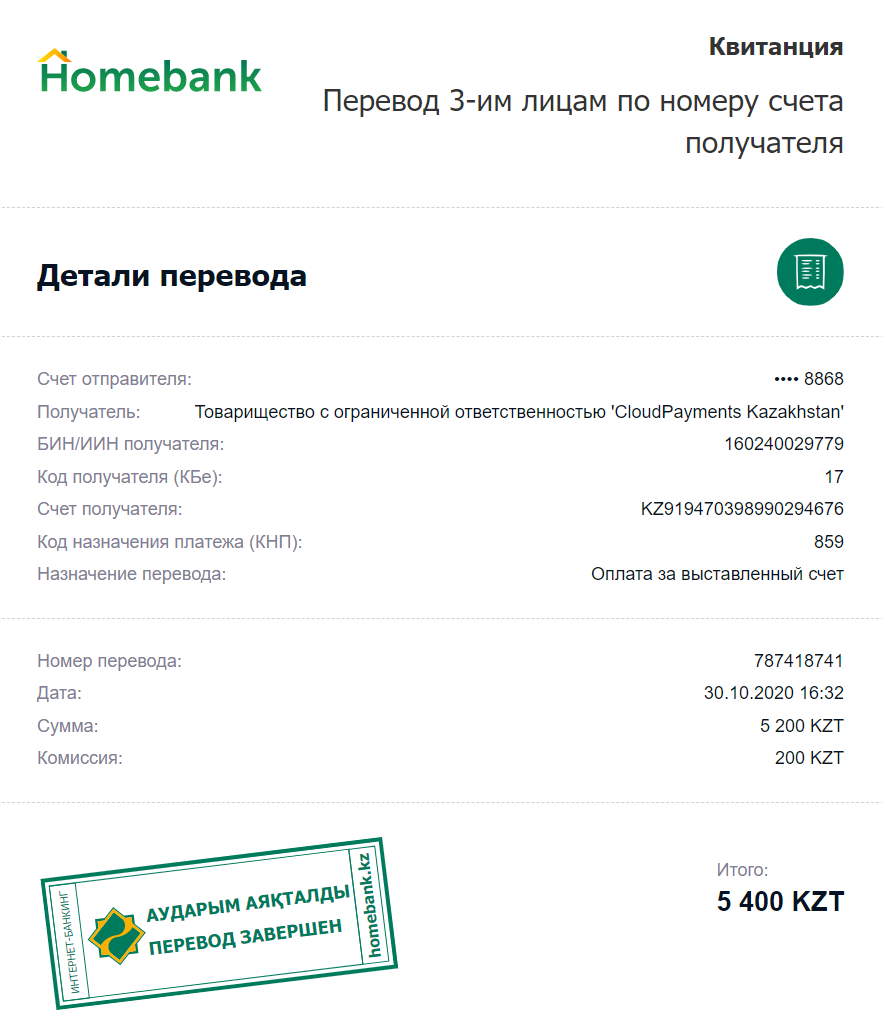 Homebank
Квитанция
Перевод 3-им лицам по номеру счета
получателя
Детали перевода
Счет отправителя: •••• 8868
Получатель: Товарищество с ограниченной ответственностью 'CloudPayments Kazakhstan'
БИН/ИИН получателя: 160240029779
Код получателя (КБе): 17
Счет получателя: KZ919470398990294676
Код назначения платежа (КНП): 859
Назначение перевода: Оплата за выставленный счет
Номер перевода: 787418741
Дата: 30.10.2020 16:32
Сумма: 5 200 KZT
Комиссия: 200 KZT
ИНТЕРНЕТ-БАНКИНГ
АУДАРЫМ АЯҚТАЛДЫ
ПЕРЕВОД ЗАВЕРШЕН
homebank.kz
Итого:
5 400 KZT